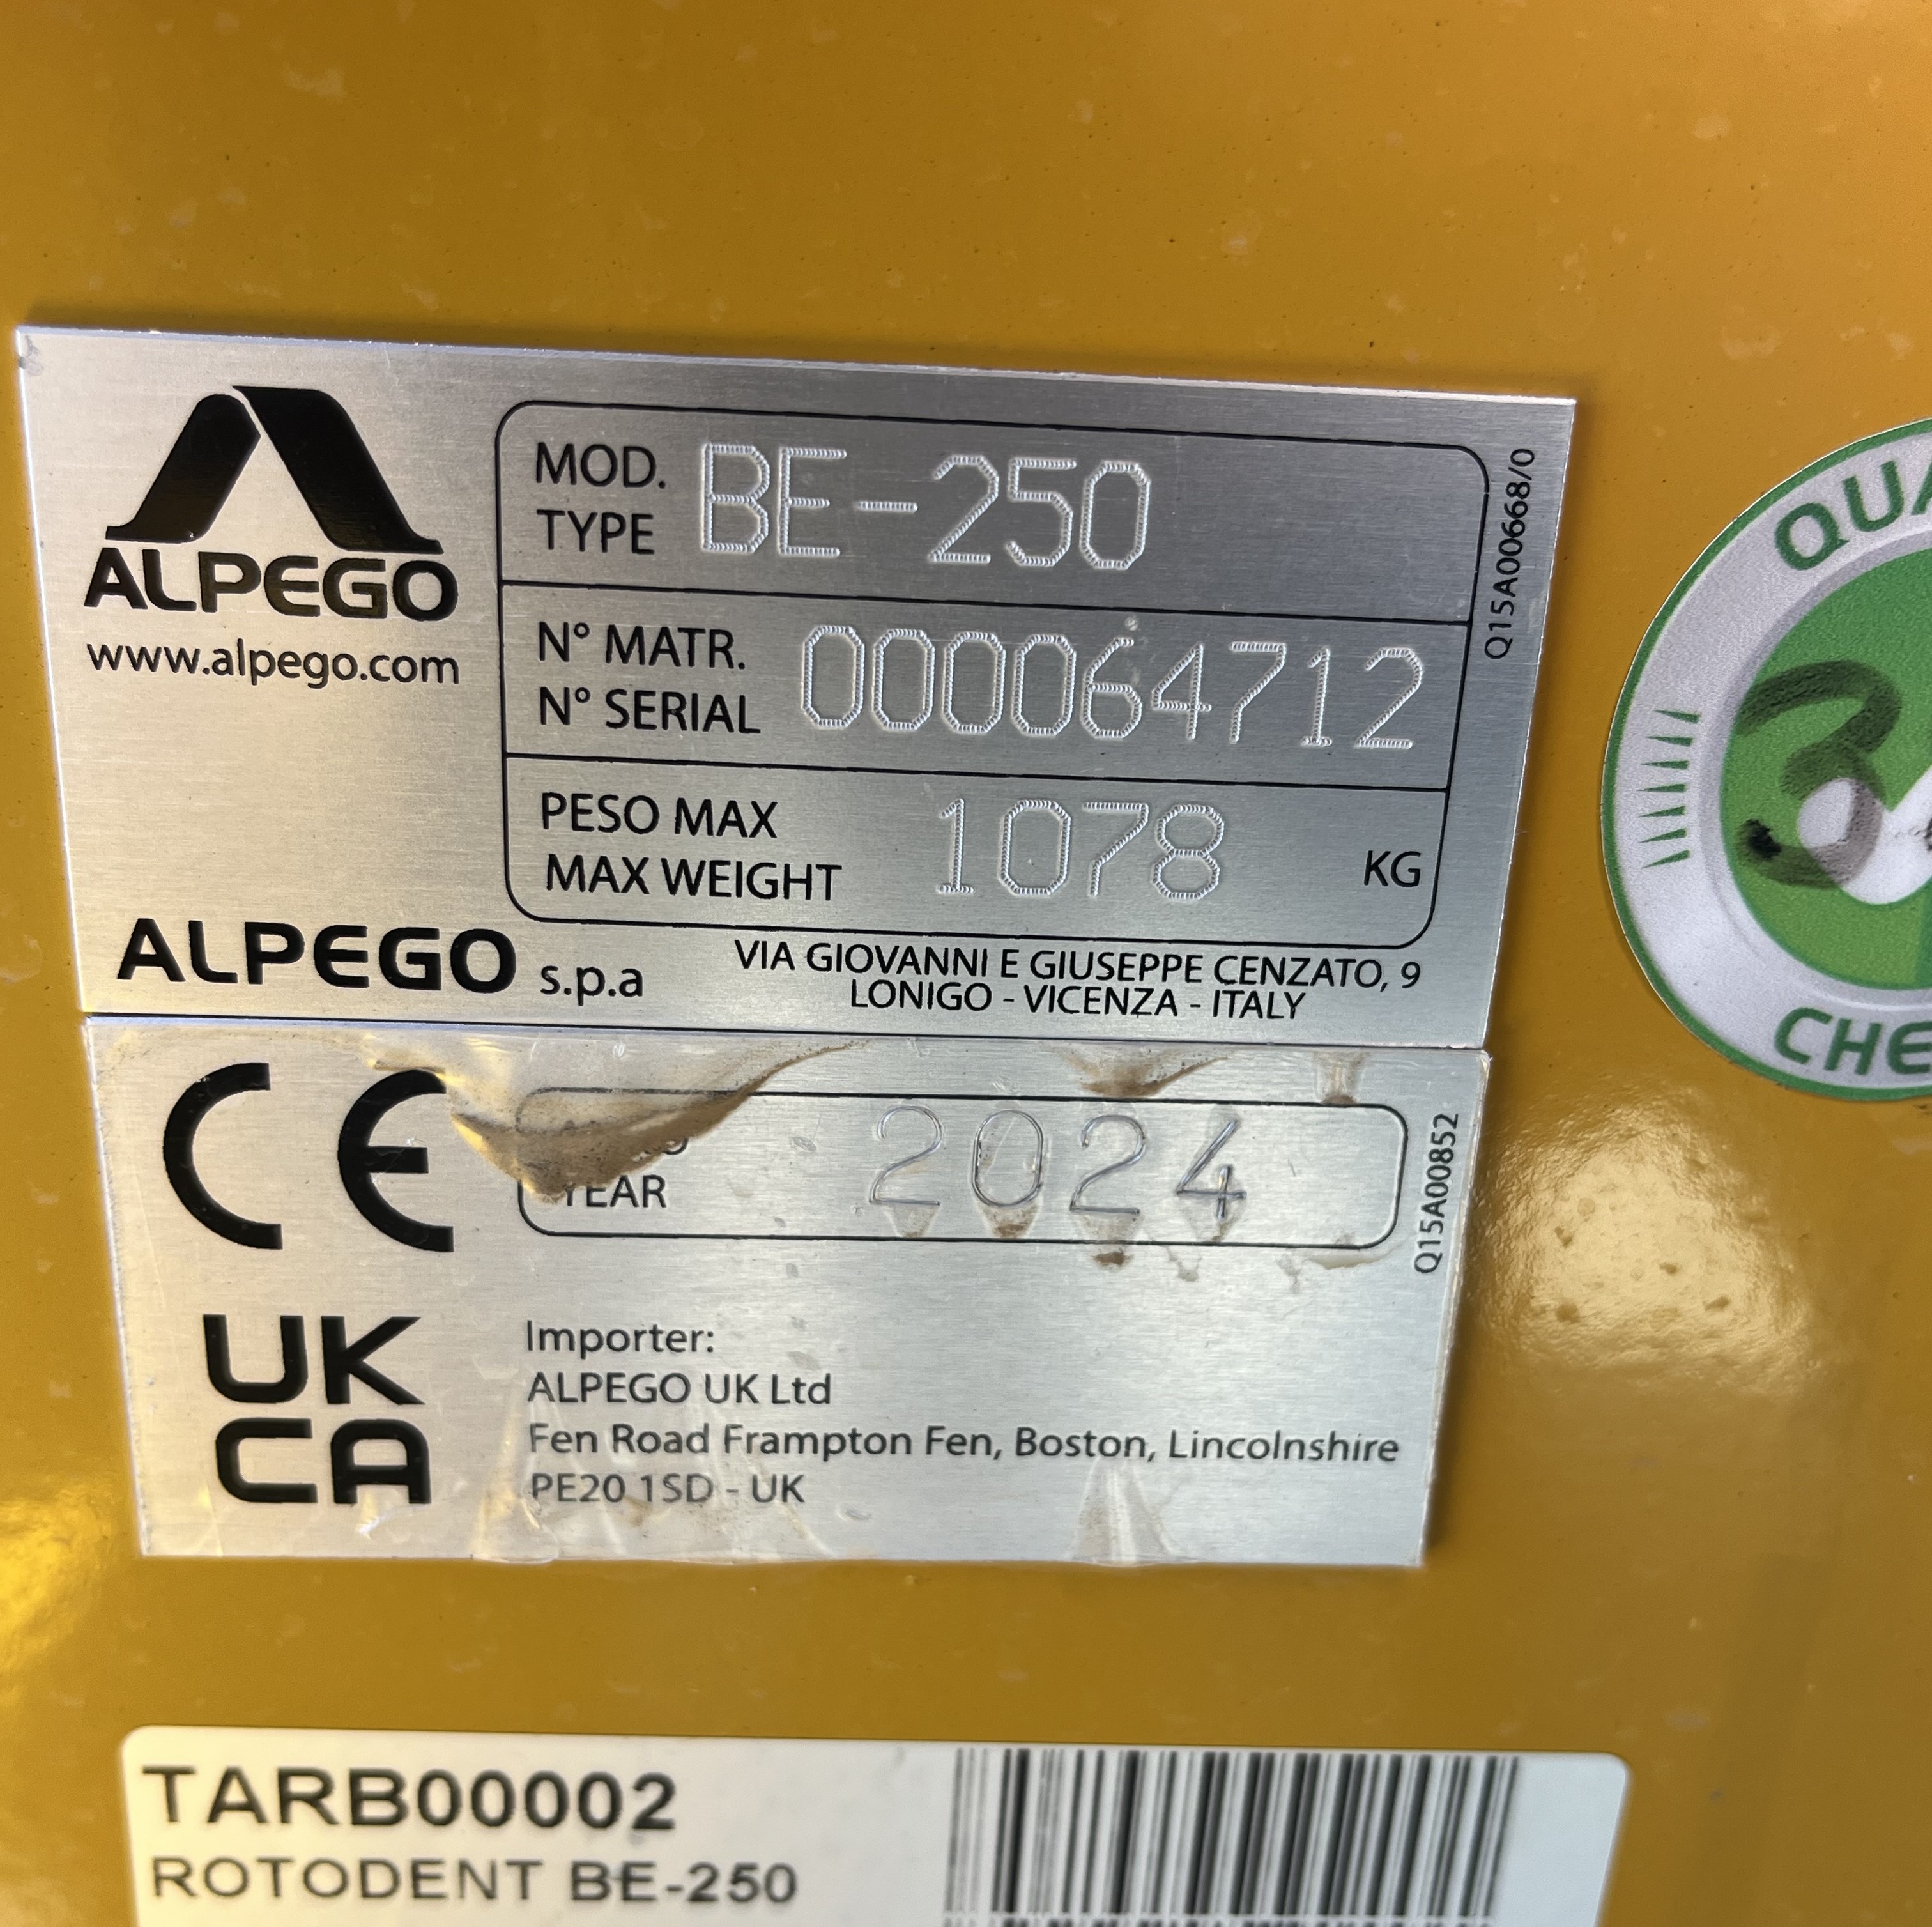 ALPEGO
www.alpego.com
MOD.
TYPE
BE-250
N° MATR.
N° SERIAL
000064712
PESO MAX
MAX WEIGHT
1078
KG
Q15A00668/0
ALPEGO s.p.a
VIA GIOVANNI E GIUSEPPE CENZATO, 9
LONIGO - VICENZA - ITALY
CE
YEAR
2024
Q15A00852
UK
CA
Importer:
ALPEGO UK Ltd
Fen Road Frampton Fen, Boston, Lincolnshire
PE20 1SD - UK
TARB00002
ROTODENT BE-250